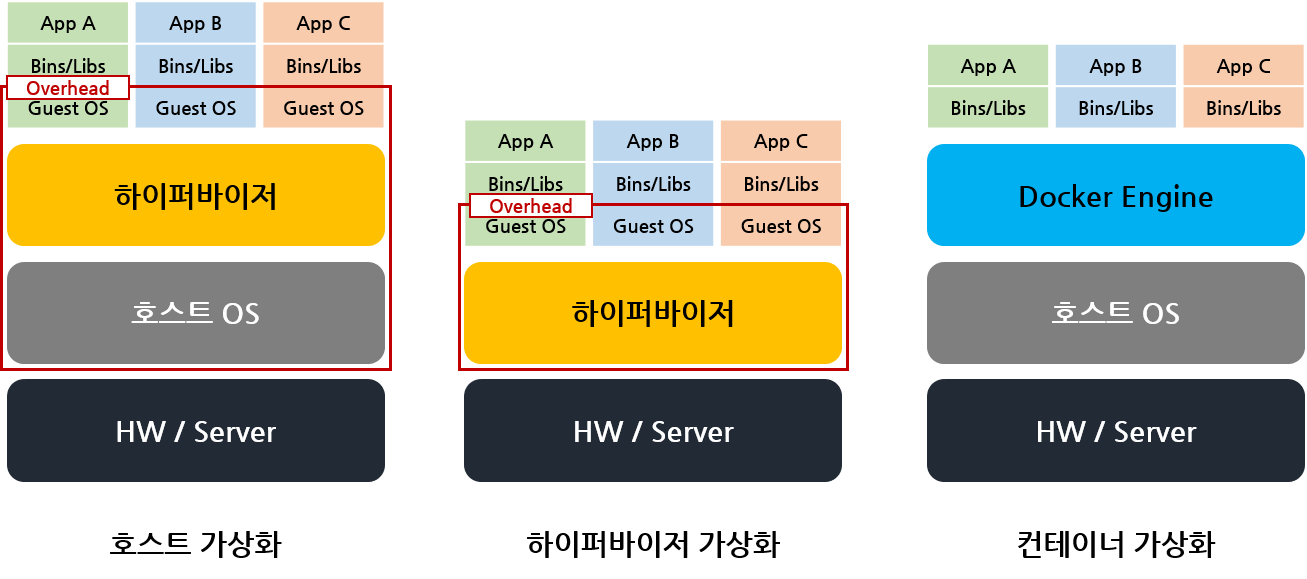 App A
App B
App C
Bins/Libs
Bins/Libs
Bins/Libs
Overhead
Guest OS
Guest OS
Guest OS
하이퍼바이저
호스트 OS
HW / Server
호스트 가상화
App A
App B
App C
Bins/Libs
Bins/Libs
Bins/Libs
Overhead
Guest OS
Guest OS
Guest OS
하이퍼바이저
HW / Server
하이퍼바이저 가상화
App A
App B
App C
Bins/Libs
Bins/Libs
Bins/Libs
Docker Engine
호스트 OS
HW / Server
컨테이너 가상화